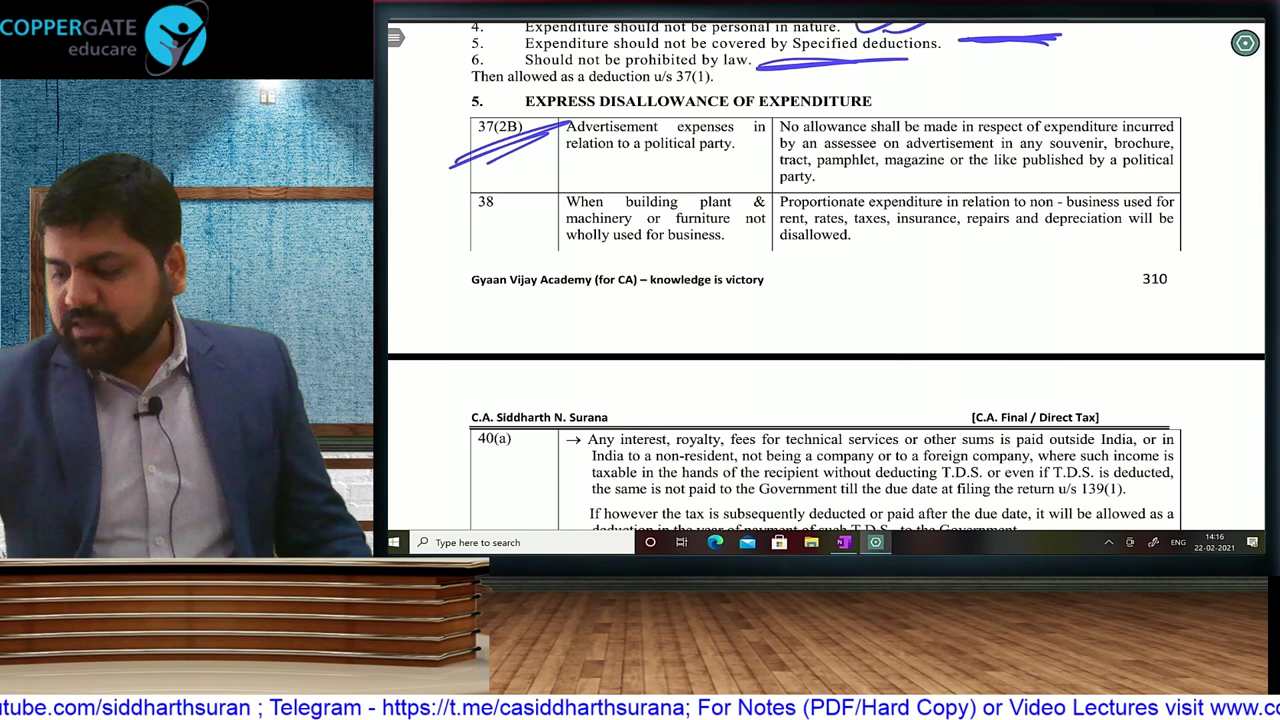 COPPERGATE
educare
4. Expenditure should not be personal in nature.
5. Expenditure should not be covered by Specified deductions.
6. Should not be prohibited by law.
Then allowed as a deduction u/s 37(1).
5. EXPRESS DISALLOWANCE OF EXPENDITURE
37(2B) Advertisement expenses in No allowance shall be made in respect of expenditure incurred
relation to a political party. by an assessee on advertisement in any souvenir, brochure,
tract, pamphlet, magazine or the like published by a political
party.
38 When building plant & Proportionate expenditure in relation to non - business used for
machinery or furniture not rent, rates, taxes, insurance, repairs and depreciation will be
wholly used for business. disallowed.
Gyaan Vijay Academy (for CA) – knowledge is victory 310
C.A. Siddharth N. Surana [C.A. Final / Direct Tax]
40(a) → Any interest, royalty, fees for technical services or other sums is paid outside India, or in
India to a non-resident, not being a company or to a foreign company, where such income is
taxable in the hands of the recipient without deducting T.D.S. or even if T.D.S. is deducted,
the same is not paid to the Government till the due date at filing the return u/s 139(1).
If however the tax is subsequently deducted or paid after the due date, it will be allowed as a
deduction in the year of payment of such T.D.S. to the Government.
Type here to search
ENG
14:16
22-02-2021
utube.com/siddharthsuran ; Telegram - https://t.me/casiddharthsurana; For Notes (PDF/Hard Copy) or Video Lectures visit www.co